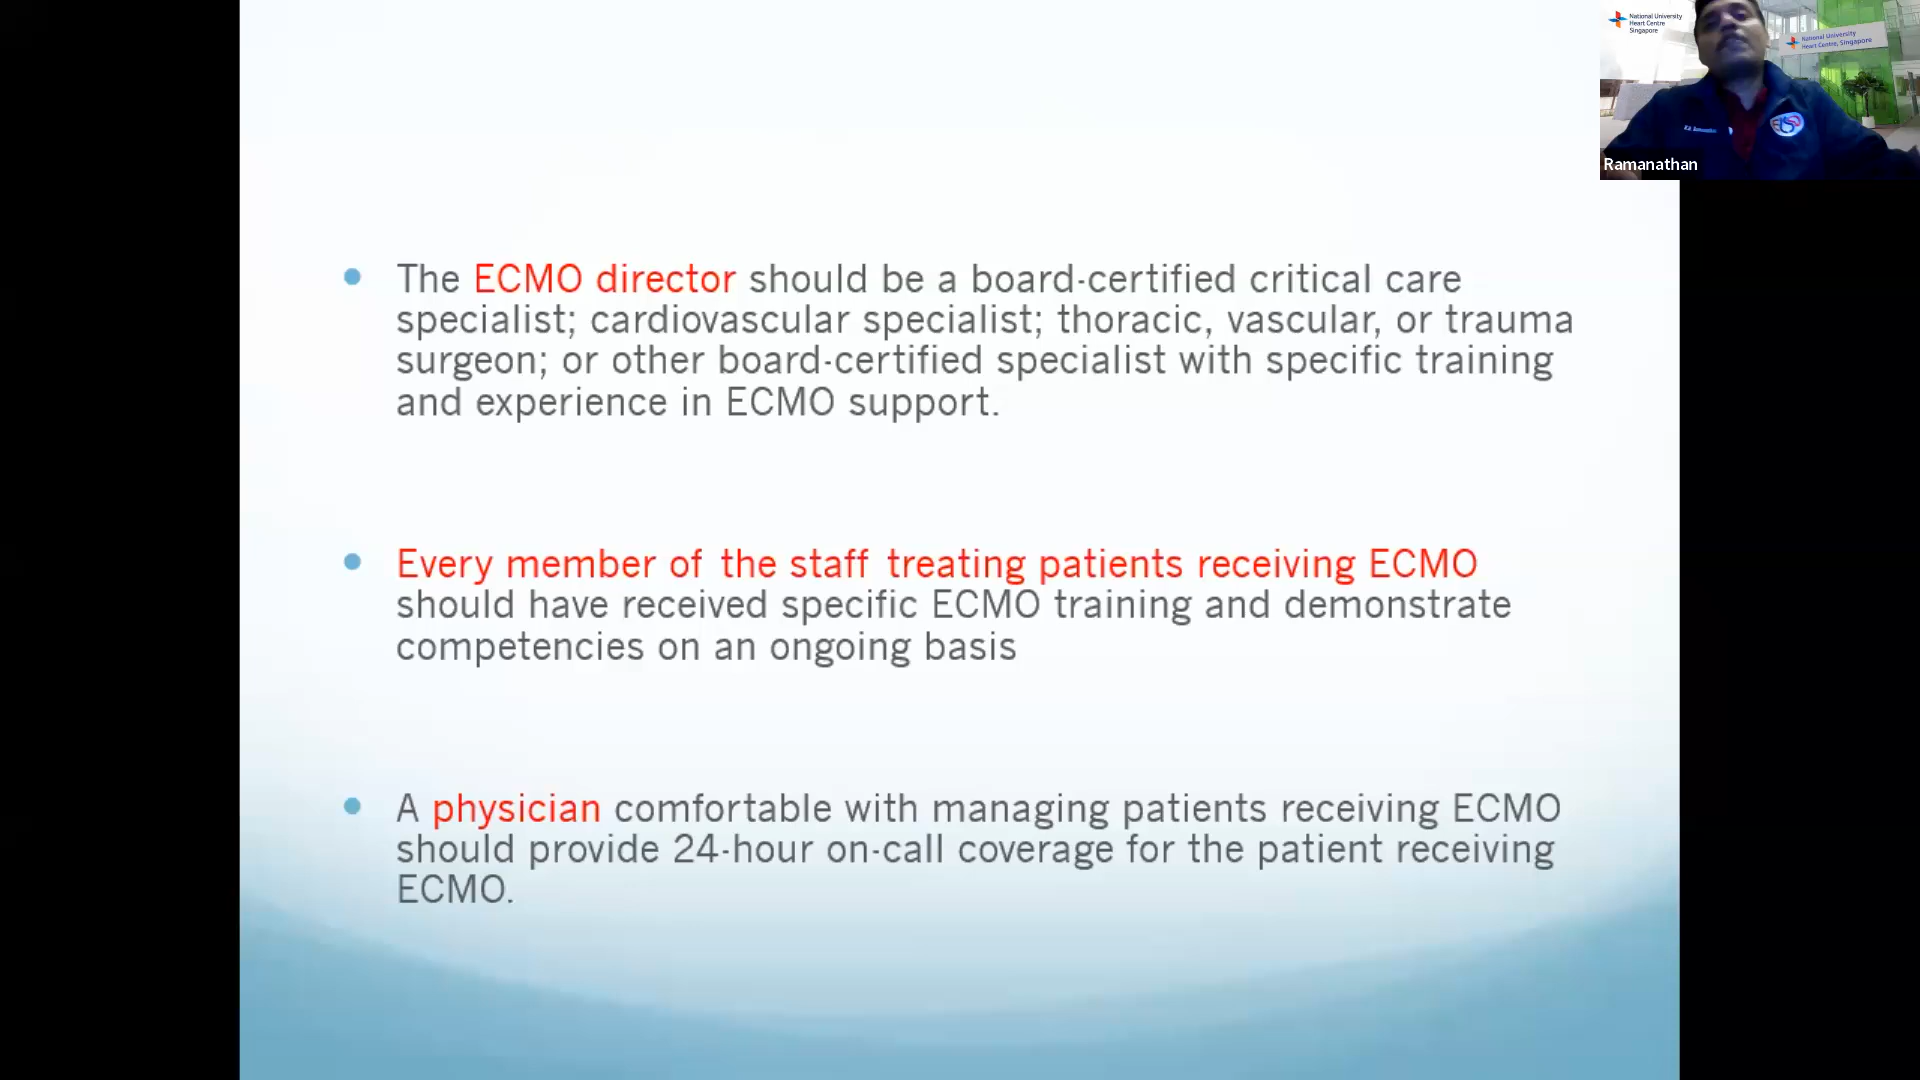 National University
Heart Centre
Singapore
National University
Heart Centre, Singapore
Ramanathan
The ECMO director should be a board-certified critical care
specialist; cardiovascular specialist; thoracic, vascular, or trauma
surgeon; or other board-certified specialist with specific training
and experience in ECMO support.
Every member of the staff treating patients receiving ECMO
should have received specific ECMO training and demonstrate
competencies on an ongoing basis
A physician comfortable with managing patients receiving ECMO
should provide 24-hour on-call coverage for the patient receiving
ECMO.